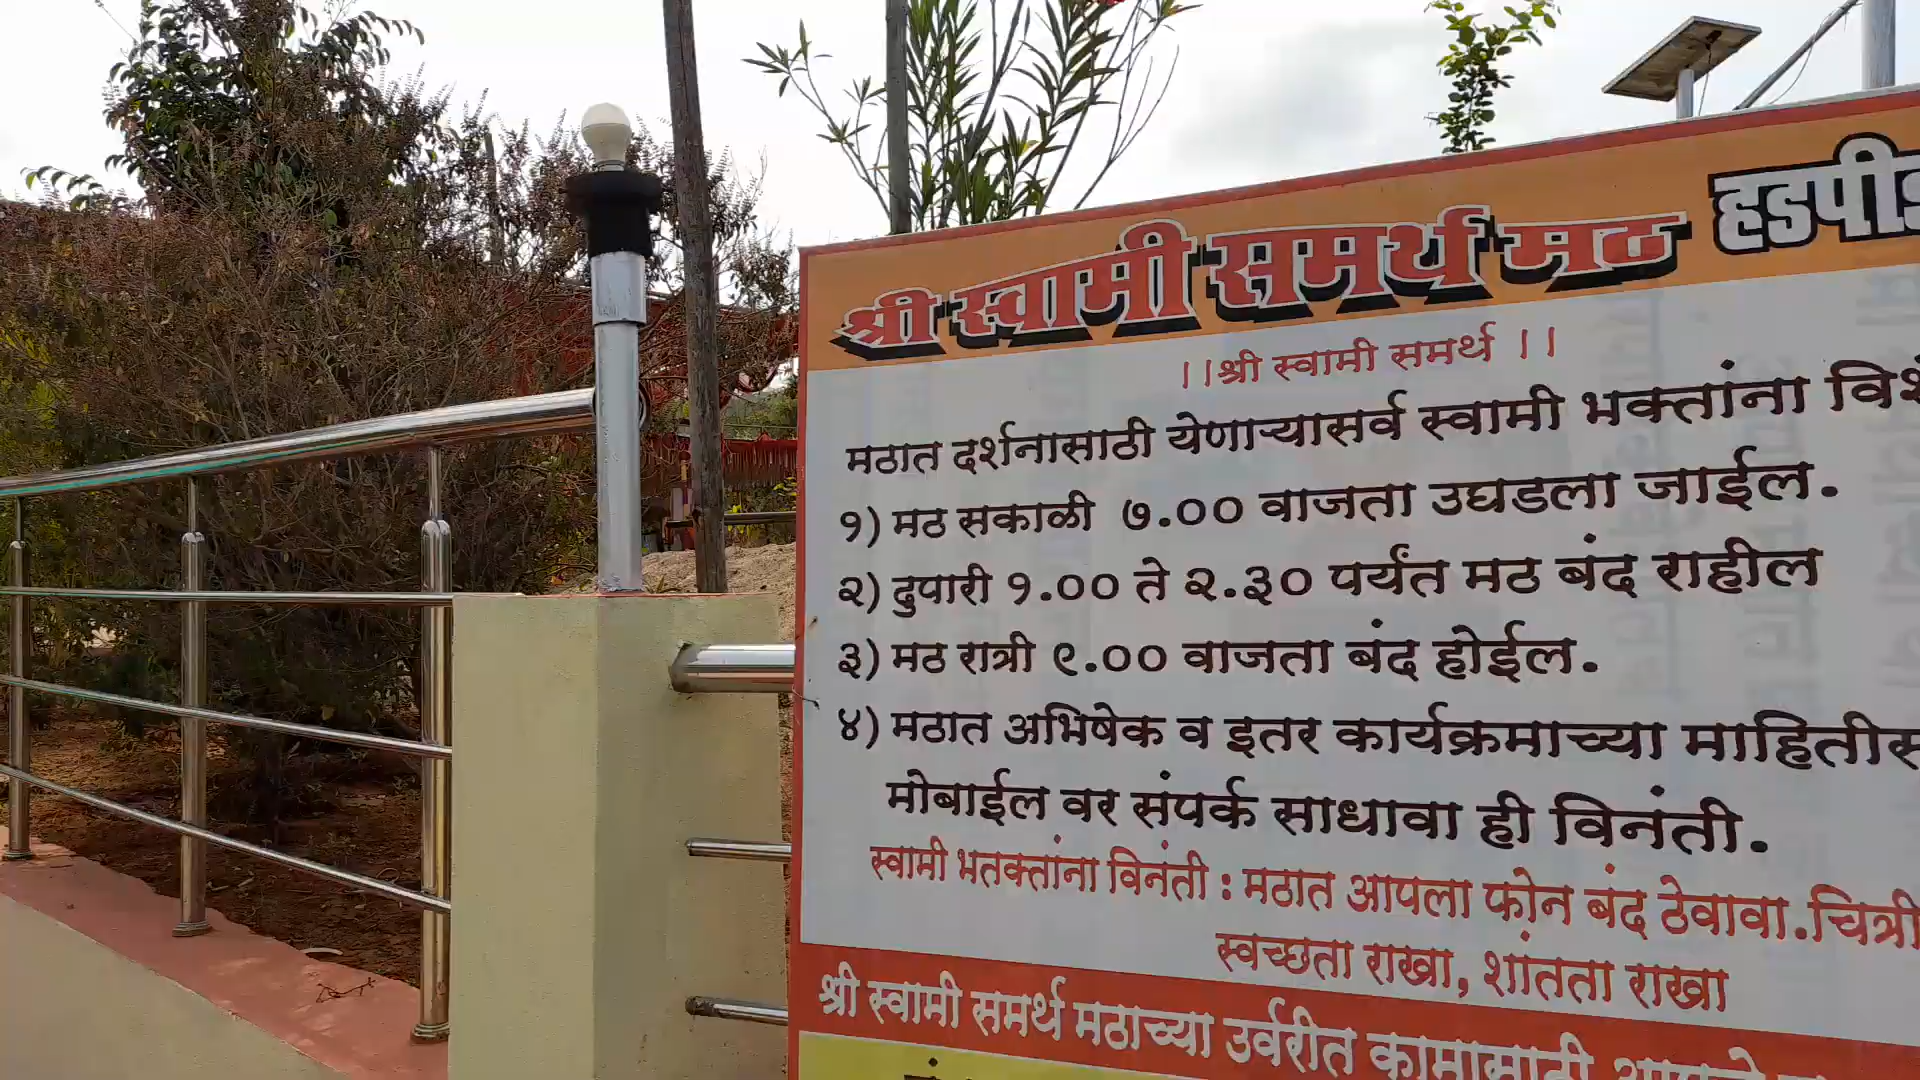 श्री स्वामी समर्थ मठ
||श्री स्वामी समर्थ ||
मठात दर्शनासाठी येणाऱ्यासर्व स्वामी भक्तांना
१) मठ सकाळी ७.०० वाजता उघडला जाईल.
२) दुपारी १.०० ते २.३० पर्यंत मठ बंद राहील
३) मठ रात्री ९.०० वाजता बंद होईल.
४) मठात अभिषेक व इतर कार्यक्रमाच्या
मोबाईल वर संपर्क साधावा ही विनंती.
स्वामी भतक्तांना विनंती : मठात आपला फोन बंद ठेवावा.
स्वच्छता राखा, शांतता राखा
श्री स्वामी समर्थ मठाच्या उर्वरीत कामासाठी